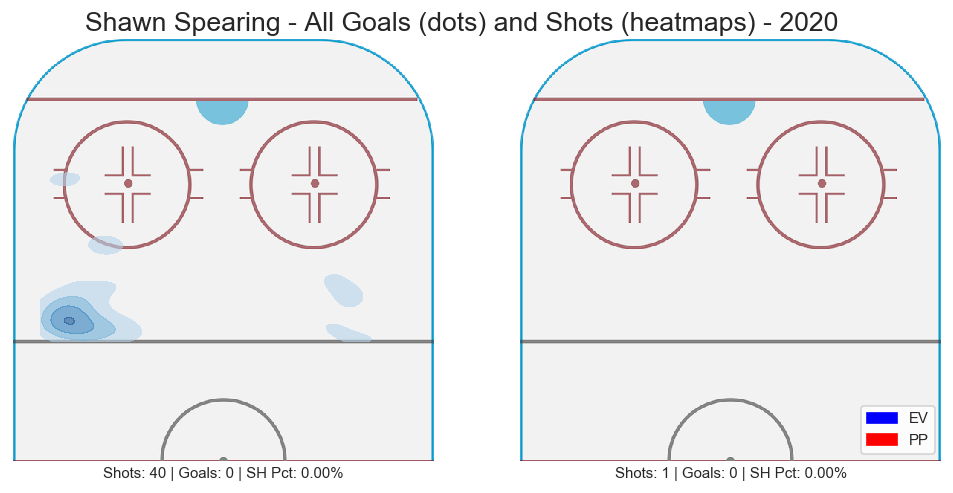 Shawn Spearing - All Goals (dots) and Shots (heatmaps) - 2020
EV
PP
Shots: 40 | Goals: 0 | SH Pct: 0.00%
Shots: 1 | Goals: 0 | SH Pct: 0.00%